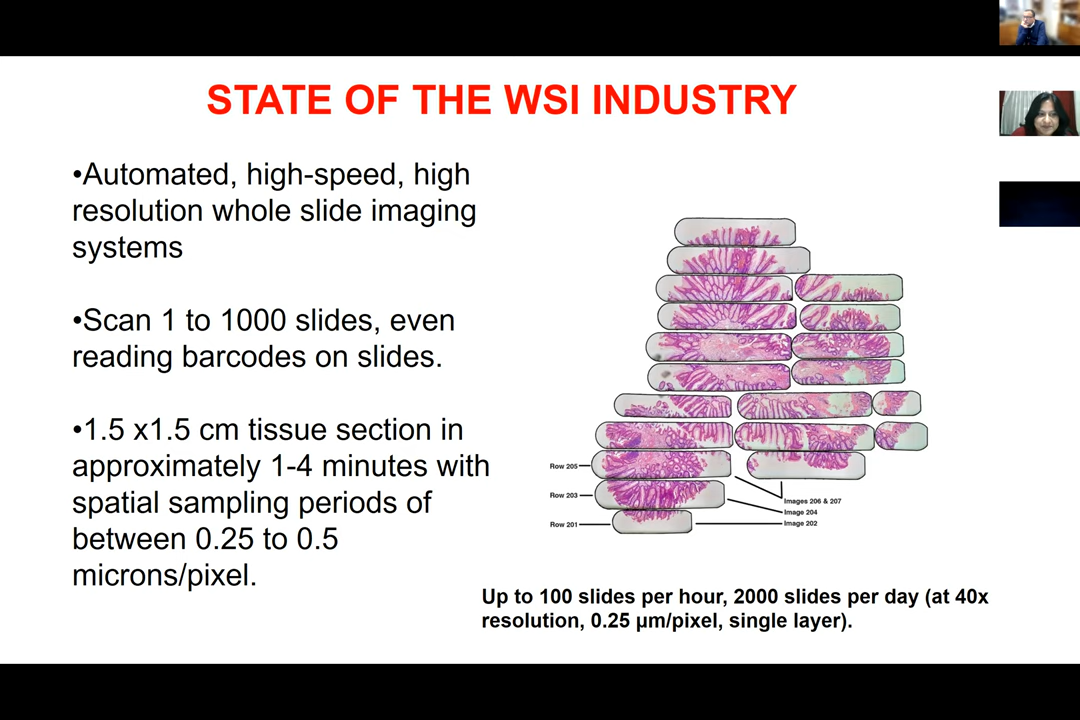 STATE OF THE WSI INDUSTRY
•Automated, high-speed, high
resolution whole slide imaging
systems
•Scan 1 to 1000 slides, even
reading barcodes on slides.
•1.5 x1.5 cm tissue section in
approximately 1-4 minutes with
spatial sampling periods of
between 0.25 to 0.5
microns/pixel.
Row 205
Row 203
Row 201
Images 206 & 207
Image 204
Image 202
Up to 100 slides per hour, 2000 slides per day (at 40x
resolution, 0.25 µm/pixel, single layer).